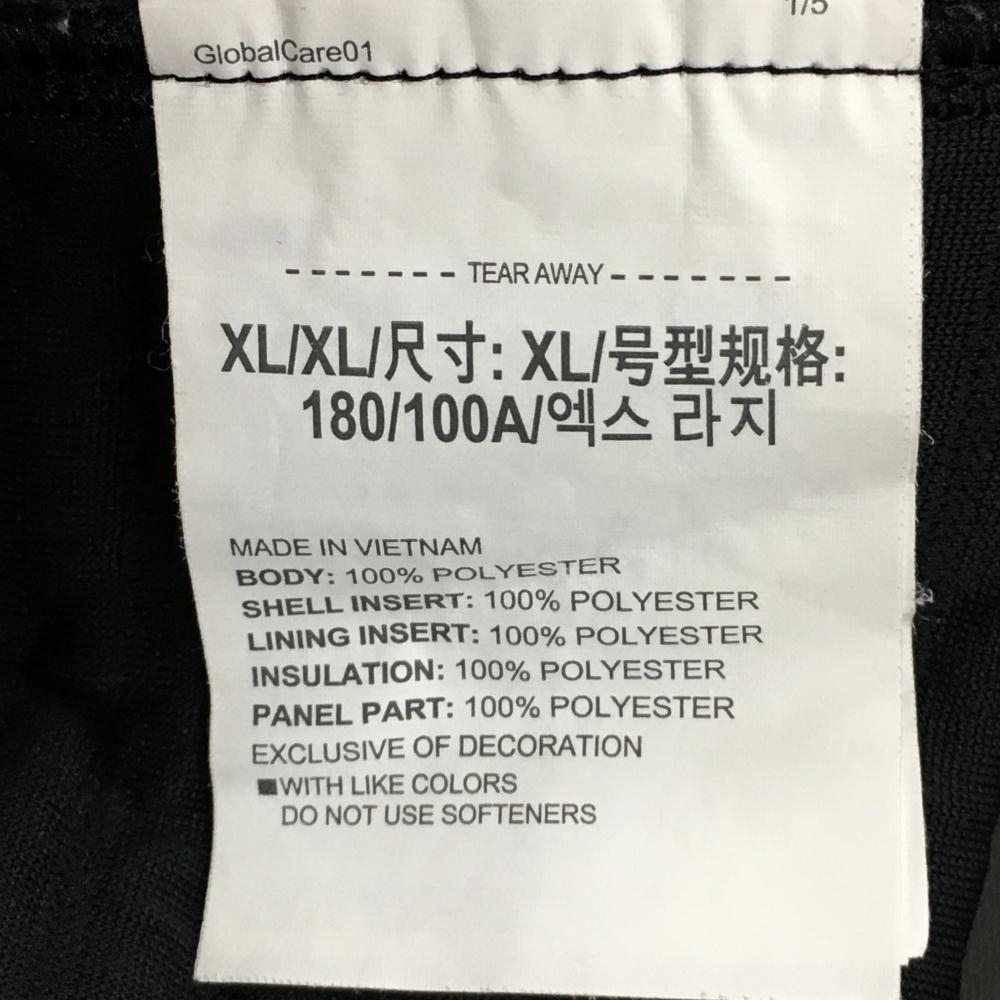 1/5
GlobalCare01
------- TEAR AWAY -------
XL/XL/尺寸: XL/号型规格:
180/100A/엑스 라지
MADE IN VIETNAM
BODY: 100% POLYESTER
SHELL INSERT: 100% POLYESTER
LINING INSERT: 100% POLYESTER
INSULATION: 100% POLYESTER
PANEL PART: 100% POLYESTER
EXCLUSIVE OF DECORATION
■WITH LIKE COLORS
DO NOT USE SOFTENERS